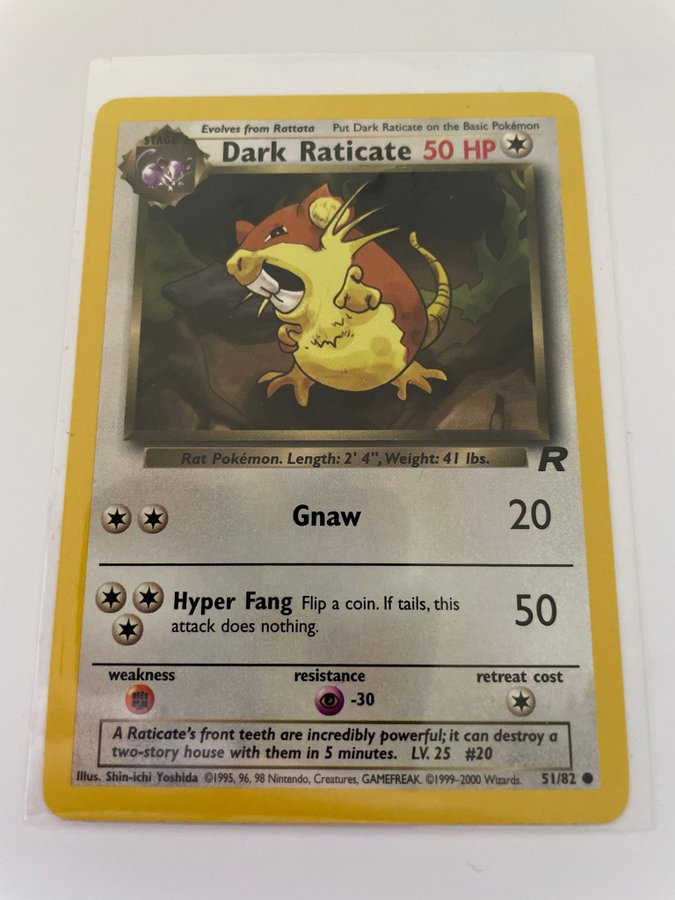 Evolves from Rattata Put Dark Raticate on the Basic Pokémon
STAGE
Dark Raticate 50 HP
Rat Pokémon. Length: 2' 4", Weight: 41 lbs.
R
Gnaw 20
Hyper Fang Flip a coin. If tails, this
attack does nothing.
50
weakness resistance retreat cost
-30
A Raticate's front teeth are incredibly powerful; it can destroy a
two-story house with them in 5 minutes. LV. 25 #20
Illus. Shin-ichi Yoshida ©1995, 96, 98 Nintendo, Creatures, GAMEFREAK. ©1999-2000 Wizards. 51/82